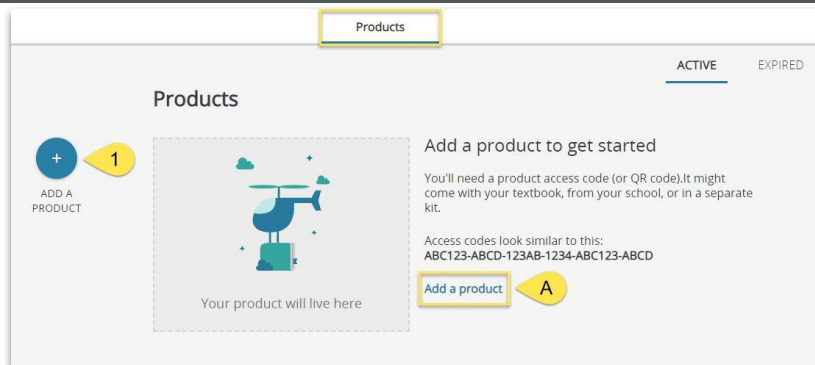 Products
ACTIVE
EXPIRED
Products
+
1
ADD A
PRODUCT
Your product will live here
Add a product to get started
You'll need a product access code (or QR code).It might
come with your textbook, from your school, or in a separate
kit.
Access codes look similar to this:
ABC123-ABCD-123AB-1234-ABC123-ABCD
Add a product
A